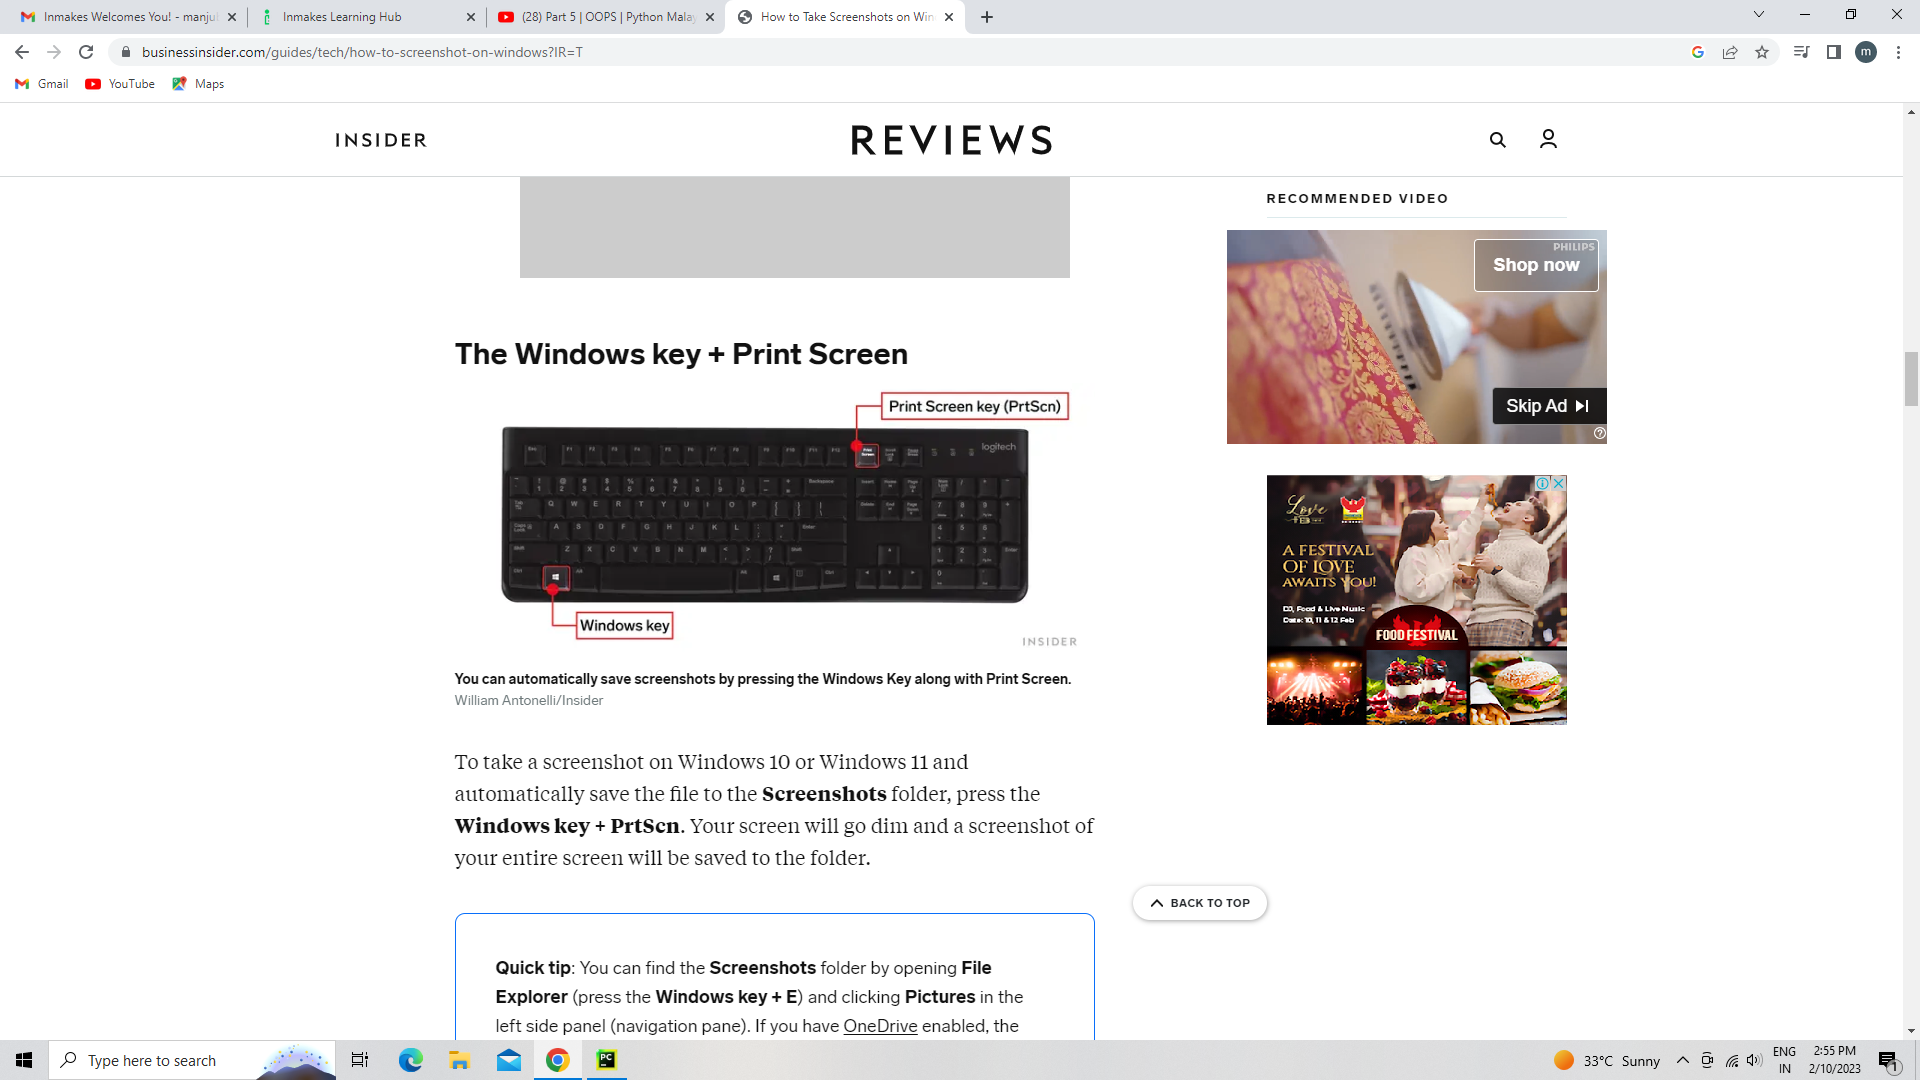 Inmakes Welcomes You! - manjul
Inmakes Learning Hub
(28) Part 5 | OOPS | Python Malay
How to Take Screenshots on Win
businessinsider.com/guides/tech/how-to-screenshot-on-windows?IR=T
m
Gmail
YouTube
Maps
INSIDER
REVIEWS
RECOMMENDED VIDEO
PHILIPS
Shop now
Skip Ad
The Windows key + Print Screen
Print Screen key (PrtScn)
logitech
Windows key
INSIDER
You can automatically save screenshots by pressing the Windows Key along with Print Screen.
William Antonelli/Insider
Love
A FESTIVAL
OF LOVE
AWAITS YOU!
DJ, Food & Live Music
Date: 10, 11 & 12 Feb
FOOD FESTIVAL
To take a screenshot on Windows 10 or Windows 11 and
automatically save the file to the Screenshots folder, press the
Windows key + PrtScn. Your screen will go dim and a screenshot of
your entire screen will be saved to the folder.
BACK TO TOP
Quick tip: You can find the Screenshots folder by opening File
Explorer (press the Windows key + E) and clicking Pictures in the
left side panel (navigation pane). If you have OneDrive enabled, the
Type here to search
PC
33°C Sunny
ENG
IN
2:55 PM
2/10/2023
1